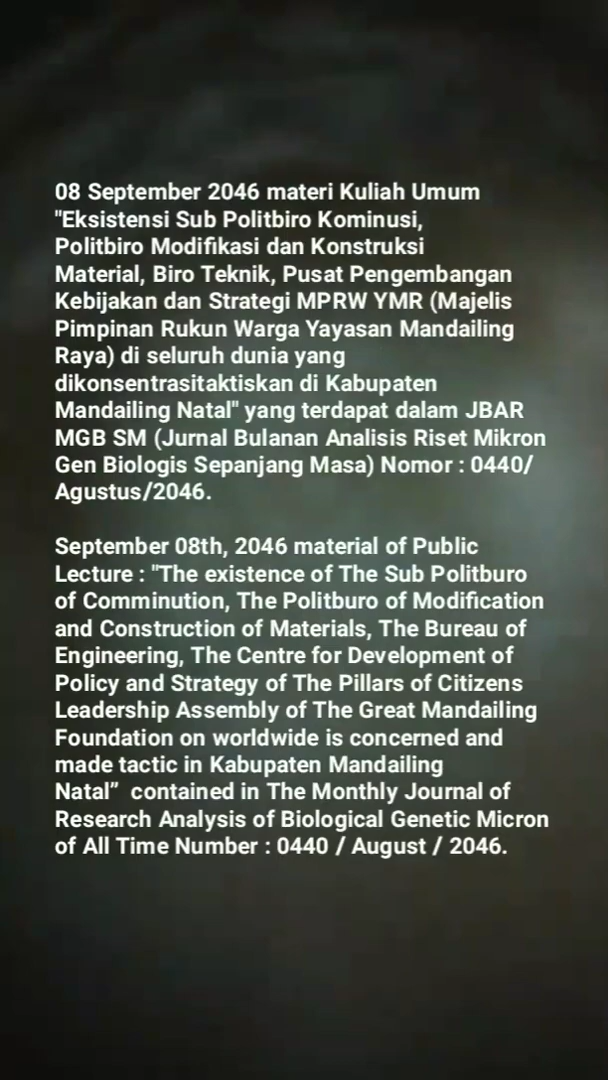 08 September 2046 materi Kuliah Umum
"Eksistensi Sub Politbiro Kominusi,
Politbiro Modifikasi dan Konstruksi
Material, Biro Teknik, Pusat Pengembangan
Kebijakan dan Strategi MPRW YMR (Majelis
Pimpinan Rukun Warga Yayasan Mandailing
Raya) di seluruh dunia yang
dikonsentrasitaktiskan di Kabupaten
Mandailing Natal" yang terdapat dalam JBAR
MGB SM (Jurnal Bulanan Analisis Riset Mikron
Gen Biologis Sepanjang Masa) Nomor : 0440/
Agustus/2046.
September 08th, 2046 material of Public
Lecture : "The existence of The Sub Politburo
of Comminution, The Politburo of Modification
and Construction of Materials, The Bureau of
Engineering, The Centre for Development of
Policy and Strategy of The Pillars of Citizens
Leadership Assembly of The Great Mandailing
Foundation on worldwide is concerned and
made tactic in Kabupaten Mandailing
Natal” contained in The Monthly Journal of
Research Analysis of Biological Genetic Micron
of All Time Number : 0440 / August / 2046.